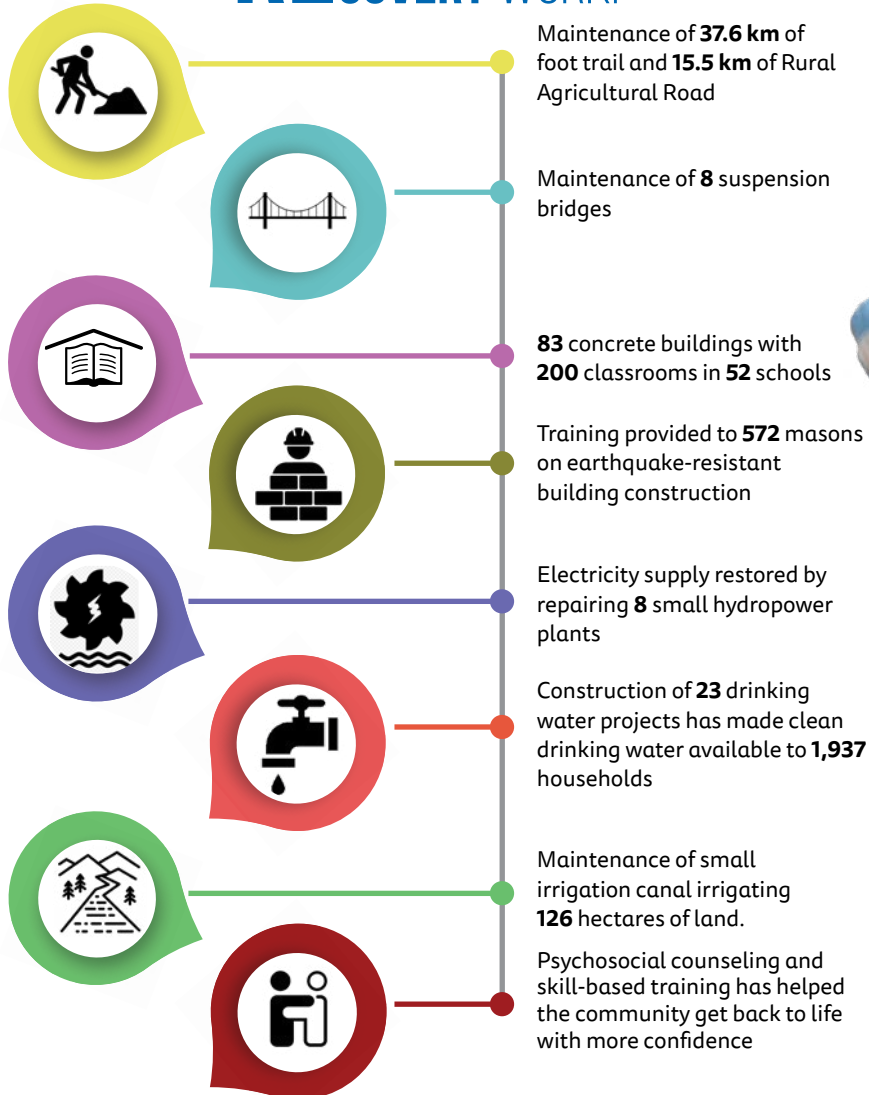 RECOVERY WORK:
Maintenance of 37.6 km of
foot trail and 15.5 km of Rural
Agricultural Road
Maintenance of 8 suspension
bridges
83 concrete buildings with
200 classrooms in 52 schools
Training provided to 572 masons
on earthquake-resistant
building construction
Electricity supply restored by
repairing 8 small hydropower
plants
Construction of 23 drinking
water projects has made clean
drinking water available to 1,937
households
Maintenance of small
irrigation canal irrigating
126 hectares of land.
Psychosocial counseling and
skill-based training has helped
the community get back to life
with more confidence